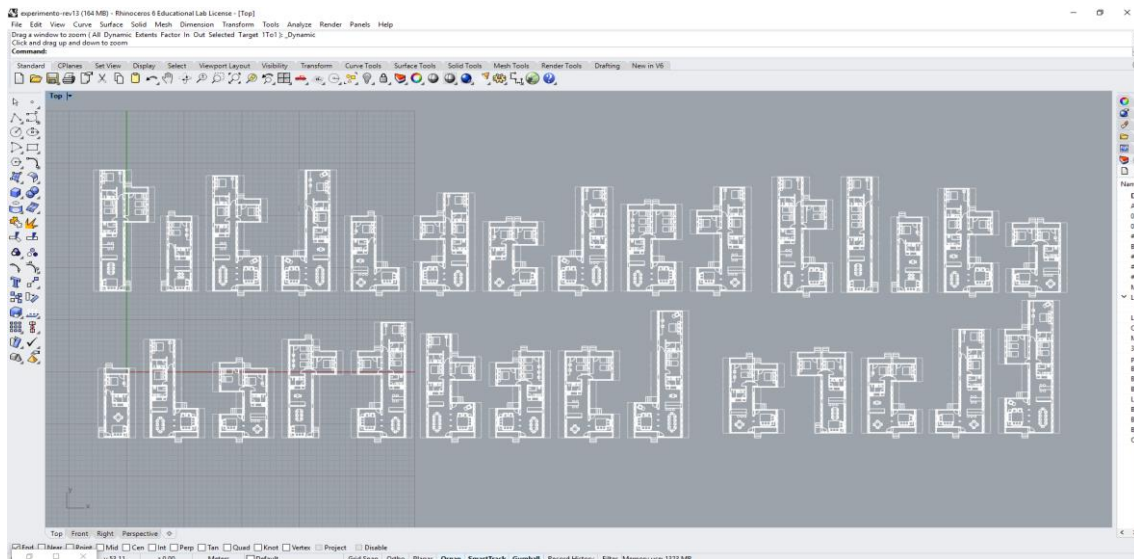 experimento-rev13 (164 MB) - Rhinoceros 6 Educational Lab License - [Top]
File Edit View Curve Surface Solid Mesh Dimension Transform Tools Analyze Render Panels Help
Drag a window to zoom ( All Dynamic Extents Factor In Out Selected Target 1To1 ): _Dynamic
Click and drag up and down to zoom
Command:
Standard CPlanes Set View Display Select Viewport Layout Visibility Transform Curve Tools Surface Tools Solid Tools Mesh Tools Render Tools Drafting New in V6
Top
y
x
Top Front Right Perspective
End Near Point Mid Cen Int Perp Tan Quad Knot Vertex Project Disable
Meters Default Grid Snap Ortho Planar Osnap SmartTrack Gumball Record History Filter